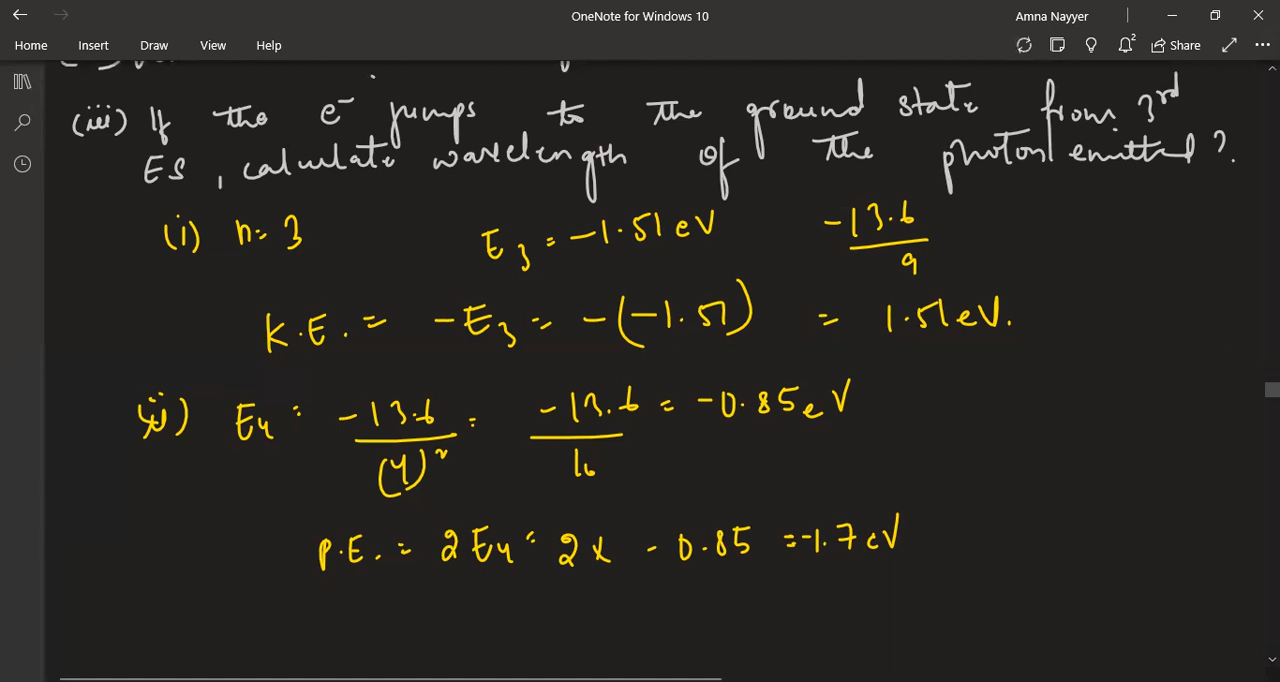 OneNote for Windows 10
Amna Nayyer
Home Insert Draw View Help
2 Share
(iii) If the e⁻ jumps to the ground state from 3rd
ES, calculate wavelength of the photon emitted?
(i) n = 3 E₃ = -1.51 eV -13.6/9
K.E. = -E₃ = -(-1.51) = 1.51 eV.
(ii) E₄ = -13.6/(4)² = -13.6/16 = -0.85 eV
P.E. = 2E₄ = 2 x -0.85 = -1.7 eV